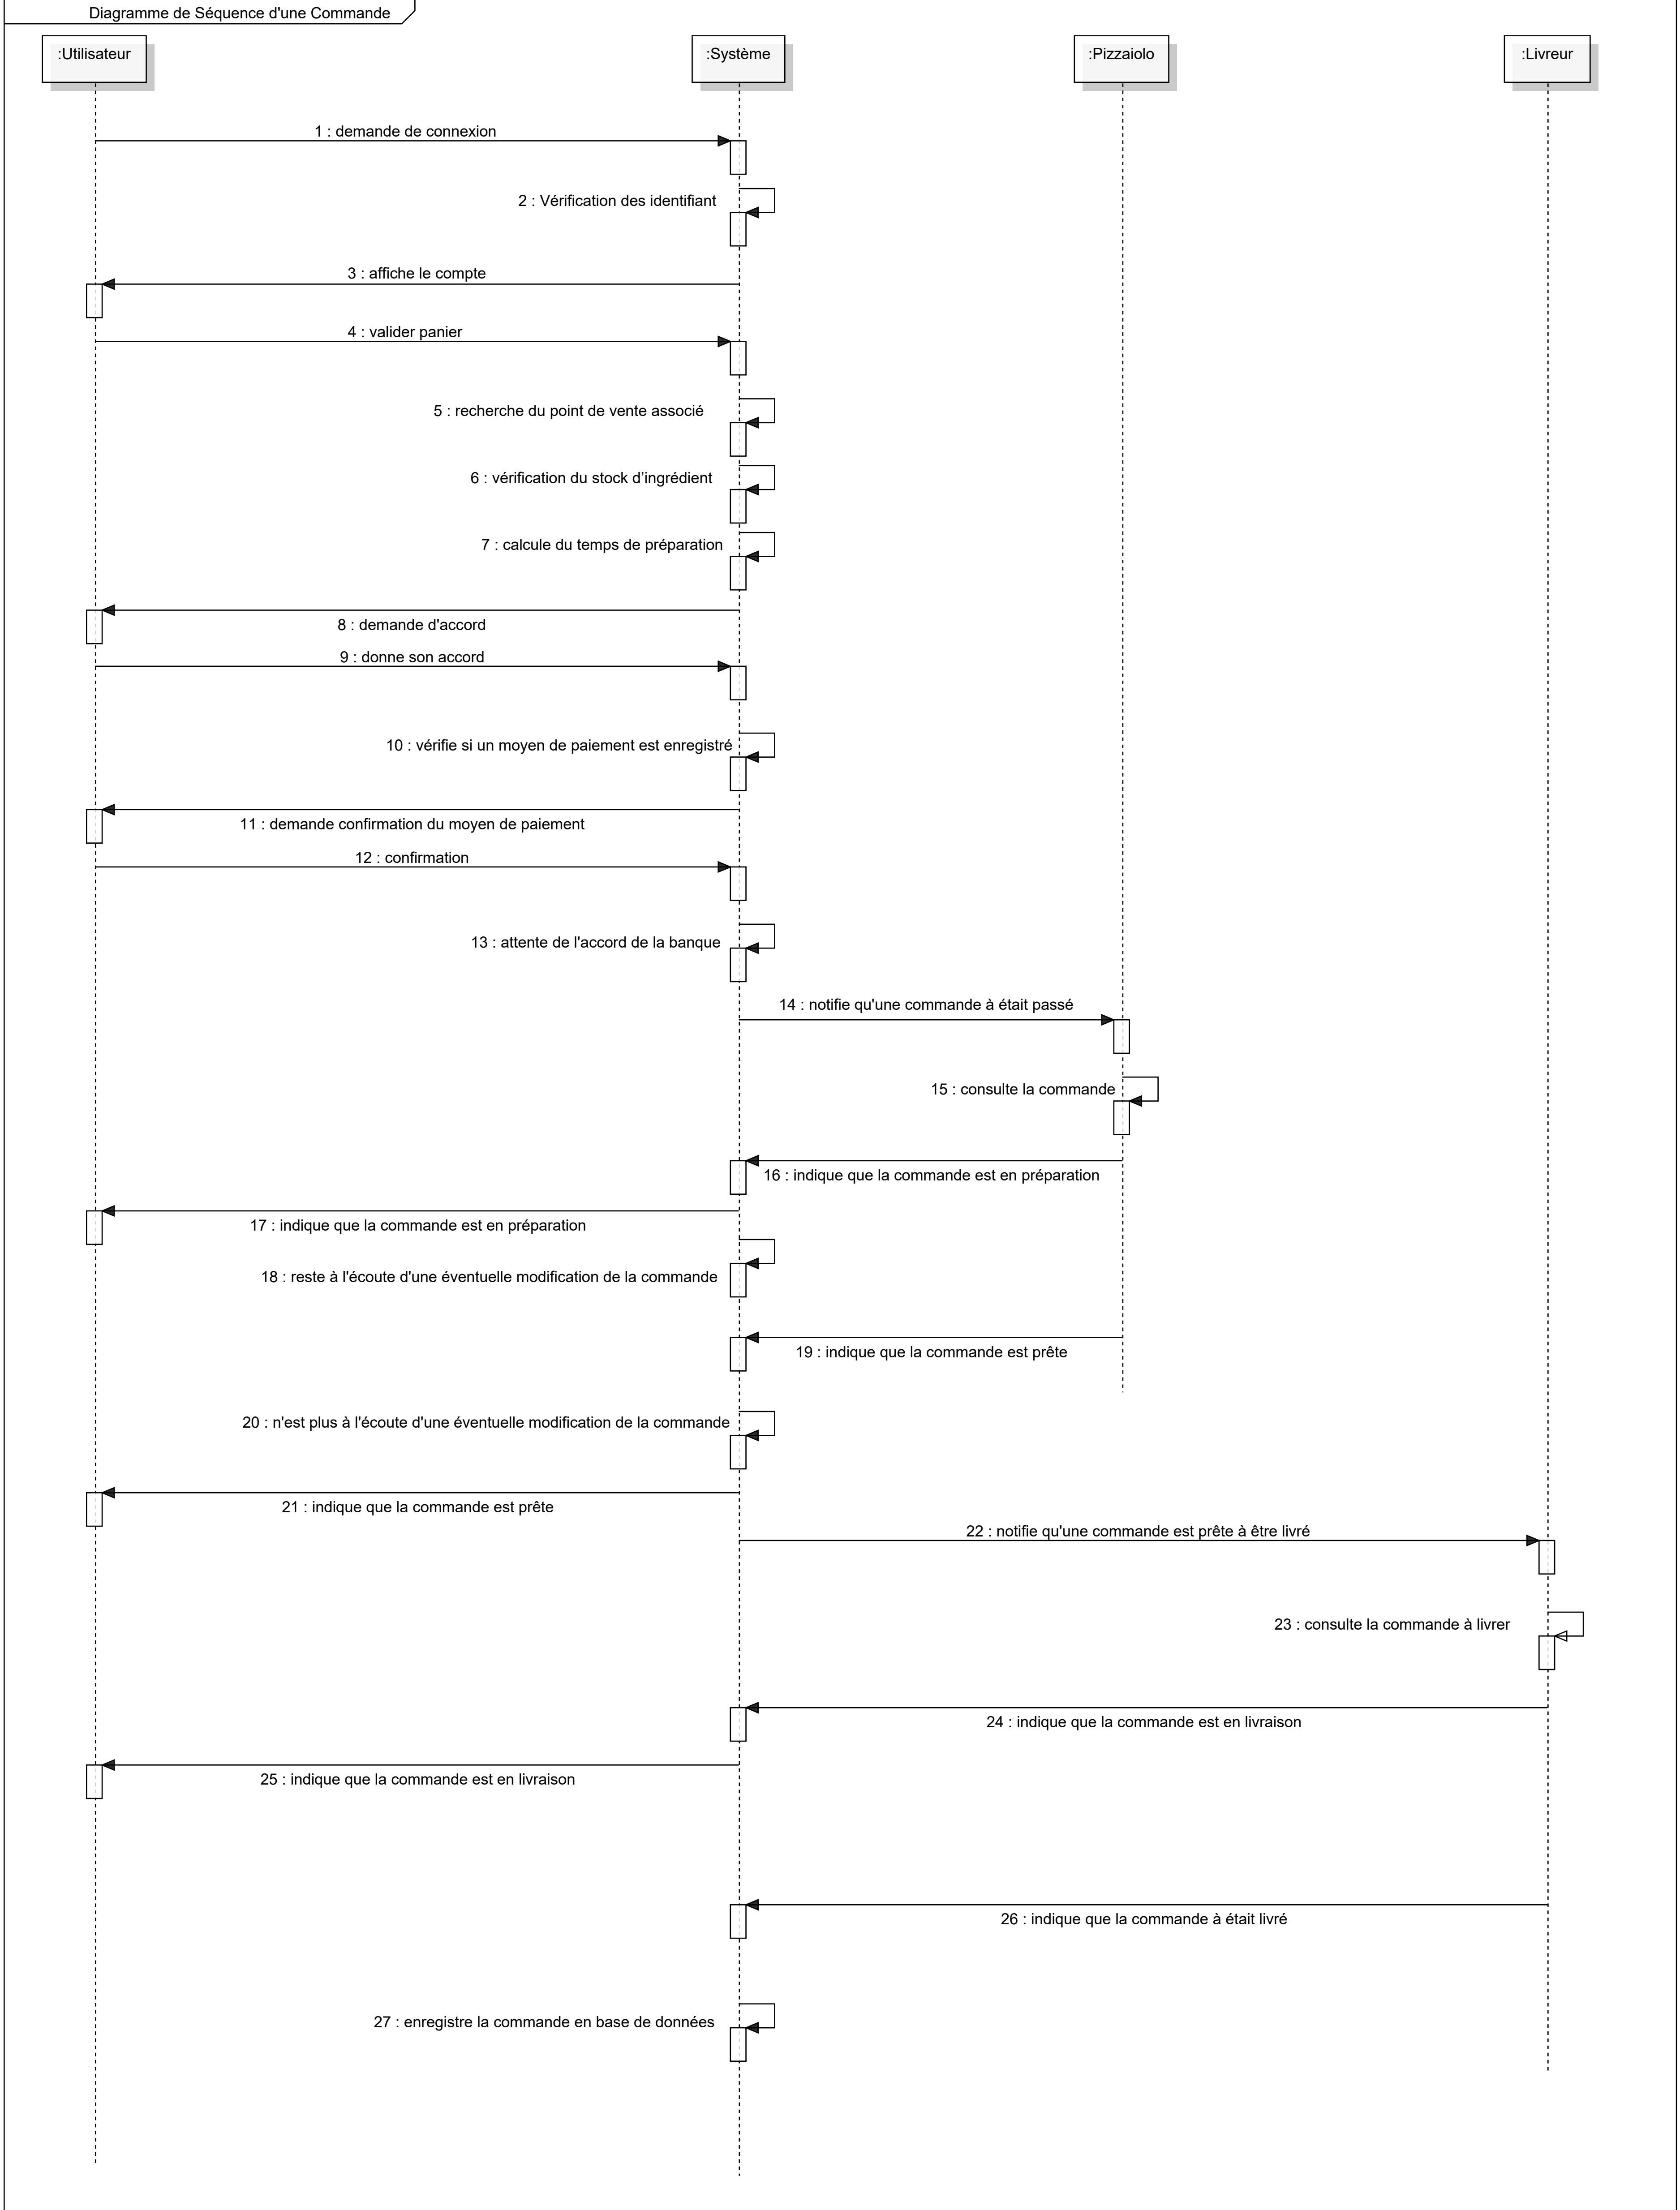 Diagramme de Séquence d'une Commande
:Utilisateur
:Système
:Pizzaiolo
:Livreur
1 : demande de connexion
2 : Vérification des identifiant
3 : affiche le compte
4 : valider panier
5 : recherche du point de vente associé
6 : vérification du stock d’ingrédient
7 : calcule du temps de préparation
8 : demande d'accord
9 : donne son accord
10 : vérifie si un moyen de paiement est enregistré
11 : demande confirmation du moyen de paiement
12 : confirmation
13 : attente de l'accord de la banque
14 : notifie qu'une commande à était passé
15 : consulte la commande
16 : indique que la commande est en préparation
17 : indique que la commande est en préparation
18 : reste à l'écoute d'une éventuelle modification de la commande
19 : indique que la commande est prête
20 : n'est plus à l'écoute d'une éventuelle modification de la commande
21 : indique que la commande est prête
22 : notifie qu'une commande est prête à être livré
23 : consulte la commande à livrer
24 : indique que la commande est en livraison
25 : indique que la commande est en livraison
26 : indique que la commande à était livré
27 : enregistre la commande en base de données